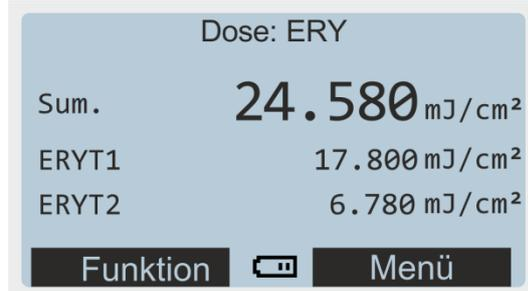 Dose: ERY
Sum. 24.580 mJ/cm²
ERYT1 17.800 mJ/cm²
ERYT2 6.780 mJ/cm²
Funktion Menü